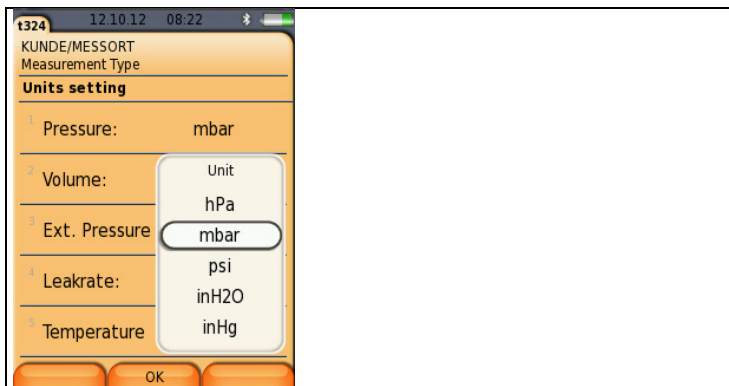 t324 12.10.12 08:22
KUNDE/MESSORT
Measurement Type
Units setting
1 Pressure: mbar
2 Volume:
3 Ext. Pressure
4 Leakrate:
5 Temperature
Unit
hPa
mbar
psi
inH2O
inHg
OK